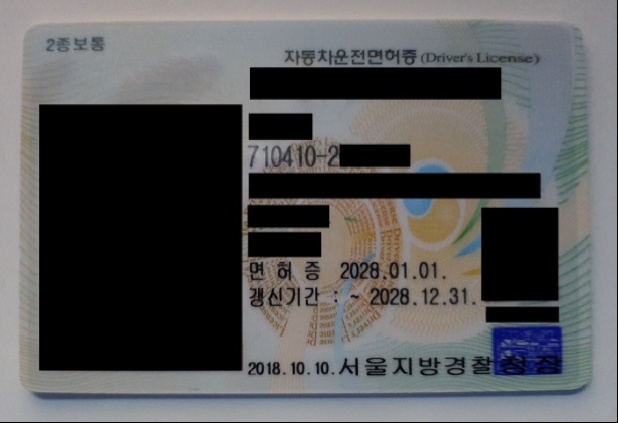 2종보통
자동차운전면허증 (Driver's License)
710410-2
면 허 증 2028.01.01.
갱신기간 : ~ 2028.12.31.
2018.10.10. 서울지방경찰청장